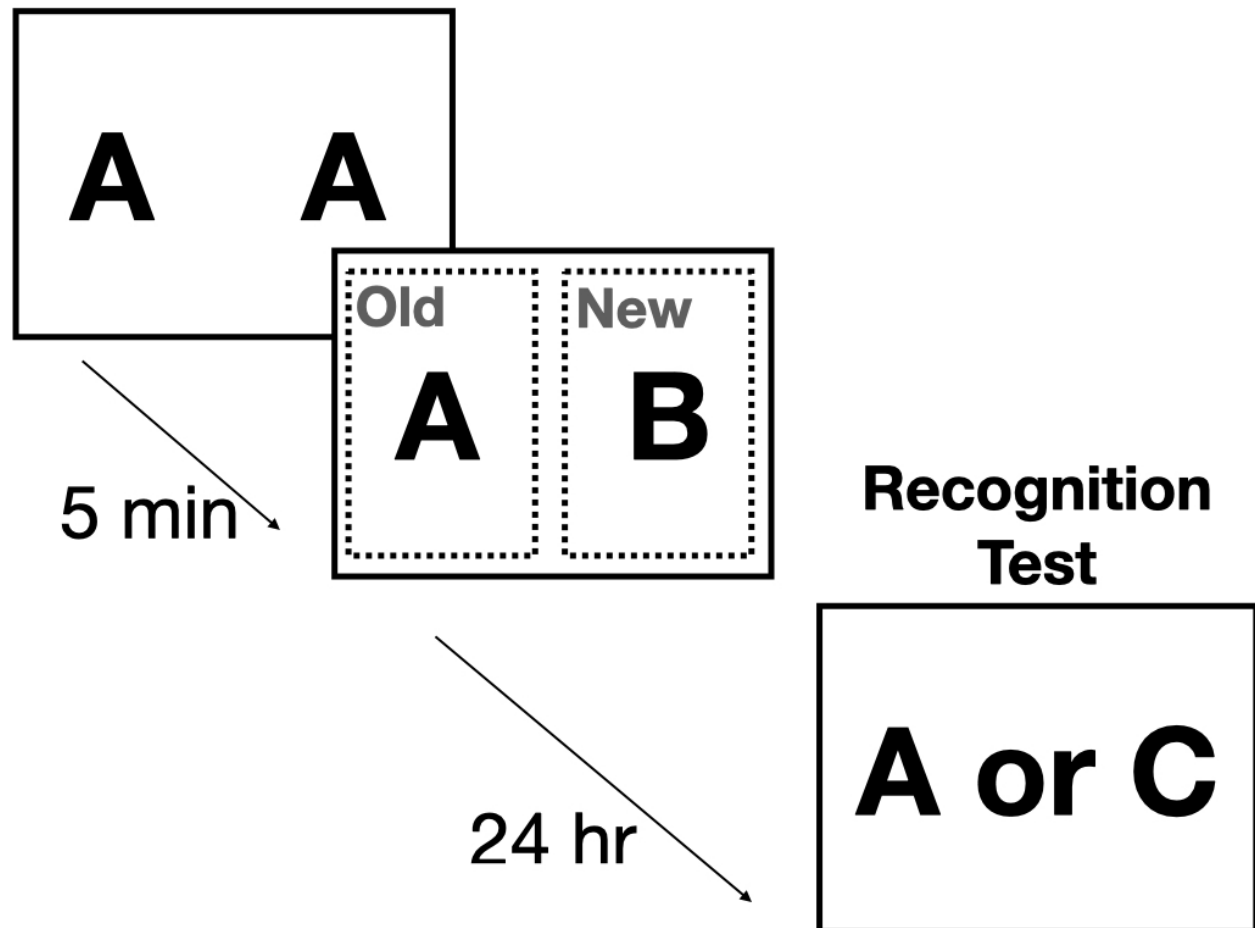 A A
Old New
A B
5 min
Recognition
Test
A or C
24 hr